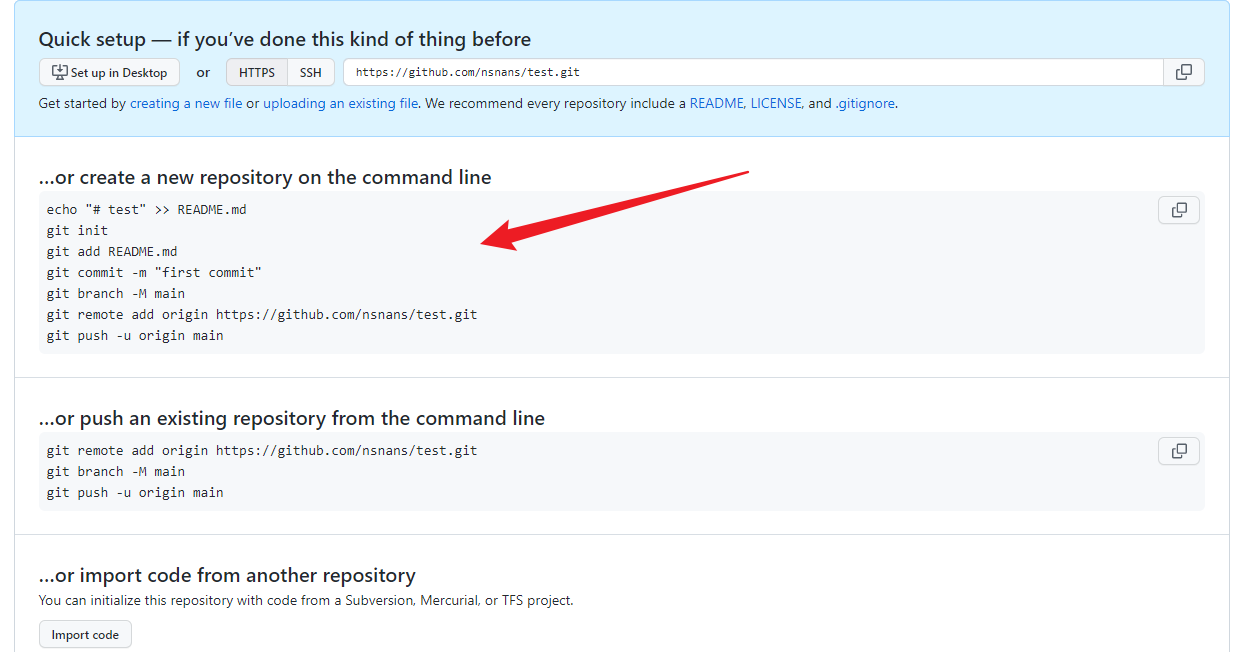 Quick setup — if you’ve done this kind of thing before
Set up in Desktop or HTTPS SSH https://github.com/nsnans/test.git
Get started by creating a new file or uploading an existing file. We recommend every repository include a README, LICENSE, and .gitignore.
…or create a new repository on the command line
echo "# test" >> README.md
git init
git add README.md
git commit -m "first commit"
git branch -M main
git remote add origin https://github.com/nsnans/test.git
git push -u origin main
…or push an existing repository from the command line
git remote add origin https://github.com/nsnans/test.git
git branch -M main
git push -u origin main
…or import code from another repository
You can initialize this repository with code from a Subversion, Mercurial, or TFS project.
Import code